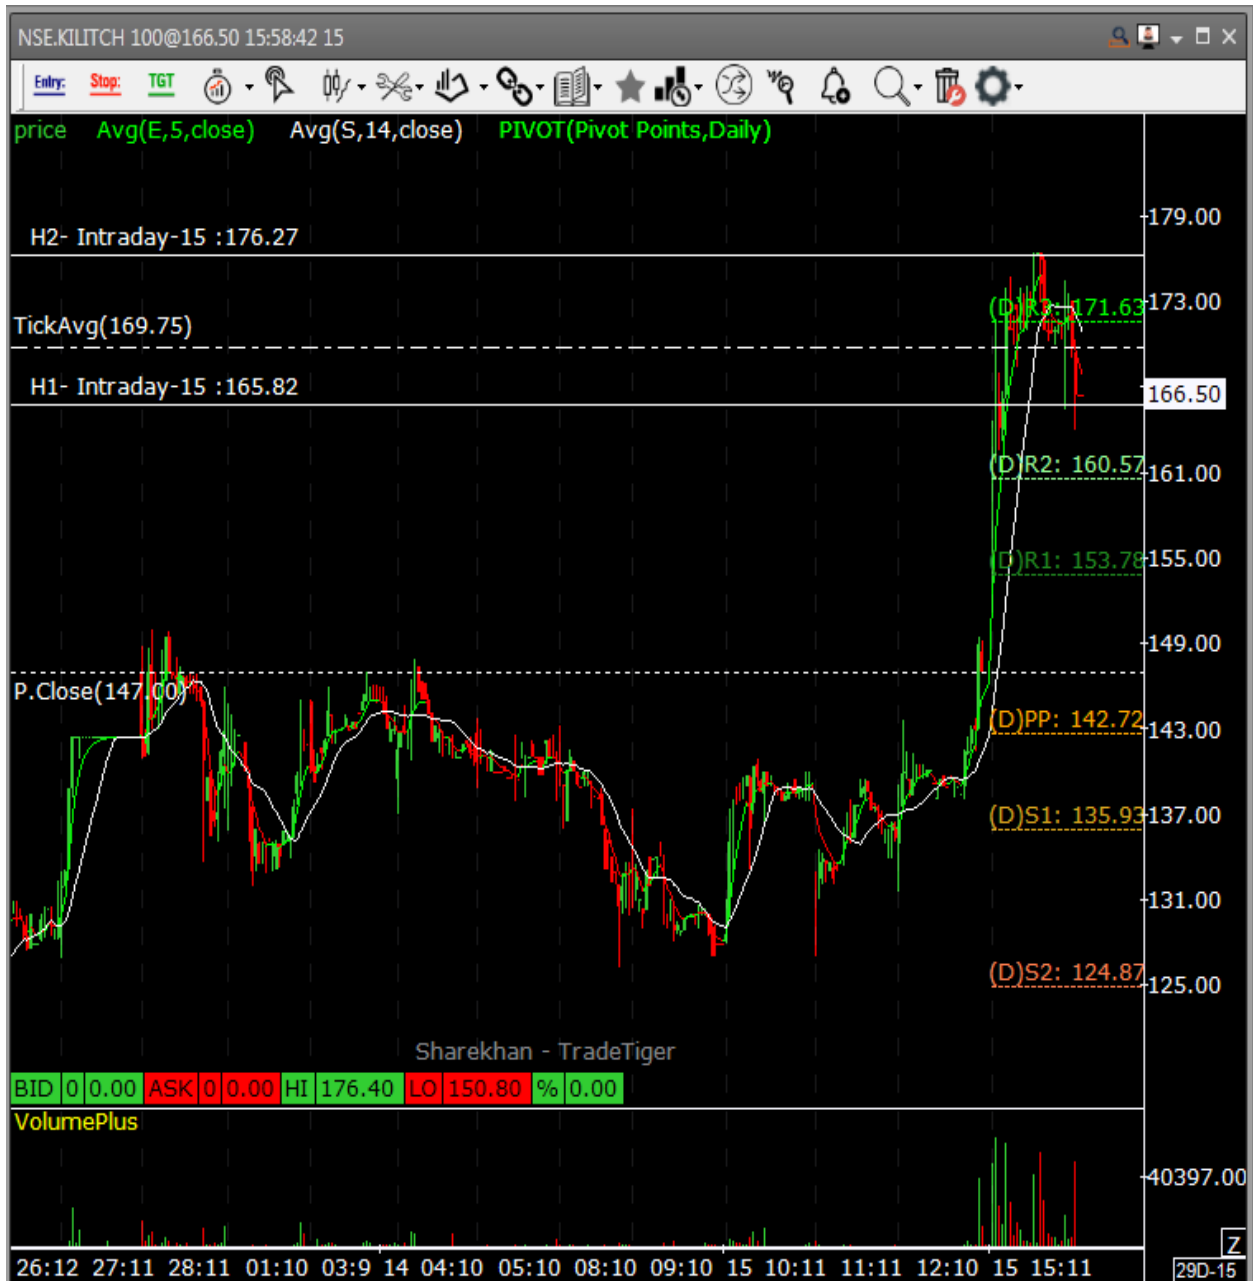 NSE.KILITCH 100@166.50 15:58:42 15
Entry: Stop: TGT
price Avg(E,5,close) Avg(S,14,close) PIVOT(Pivot Points,Daily)
179.00
H2- Intraday-15 :176.27
173.00
(D)R3: 171.63
TickAvg(169.75)
H1- Intraday-15 :165.82
166.50
(D)R2: 160.57
161.00
(D)R1: 153.78
155.00
149.00
P.Close(147.00)
(D)PP: 142.72
143.00
(D)S1: 135.93
137.00
131.00
(D)S2: 124.87
125.00
Sharekhan - TradeTiger
BID 0 0.00 ASK 0 0.00 HI 176.40 LO 150.80 % 0.00
VolumePlus
40397.00
Z
26:12 27:11 28:11 01:10 03:9 14 04:10 05:10 08:10 09:10 15 10:11 11:11 12:10 15 15:11
29D-15